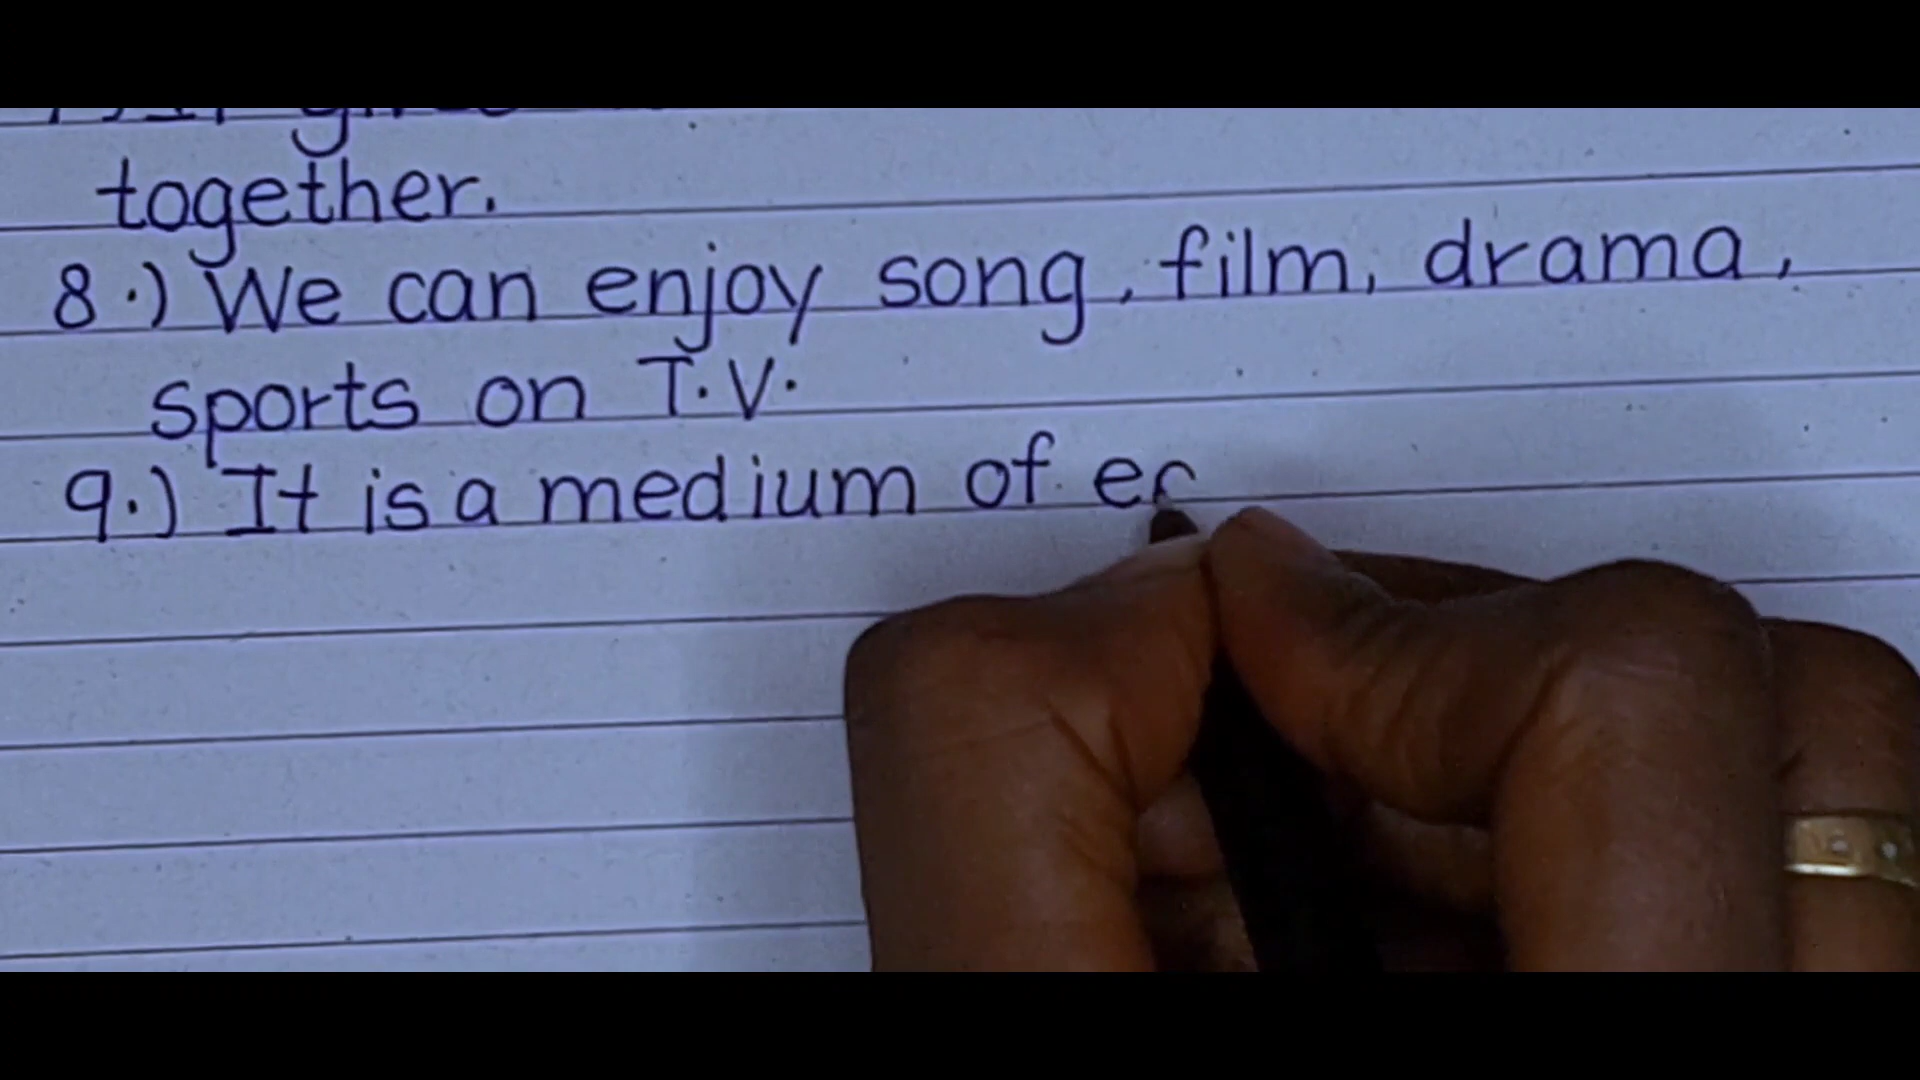 together.
8.) We can enjoy song, film, drama,
sports on T.V.
9.) It is a medium of